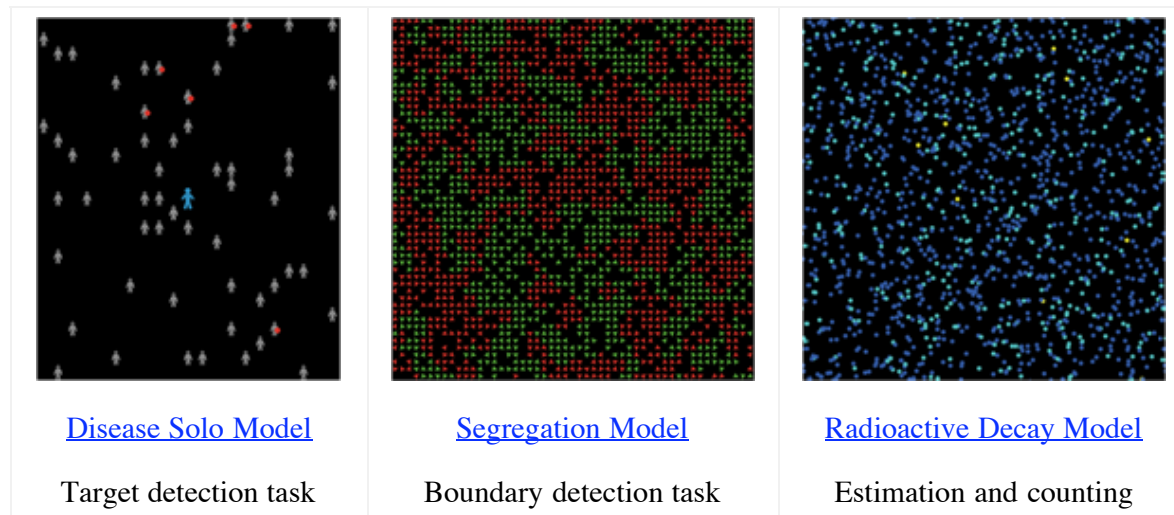 Disease Solo Model
Segregation Model
Radioactive Decay Model
Target detection task
Boundary detection task
Estimation and counting